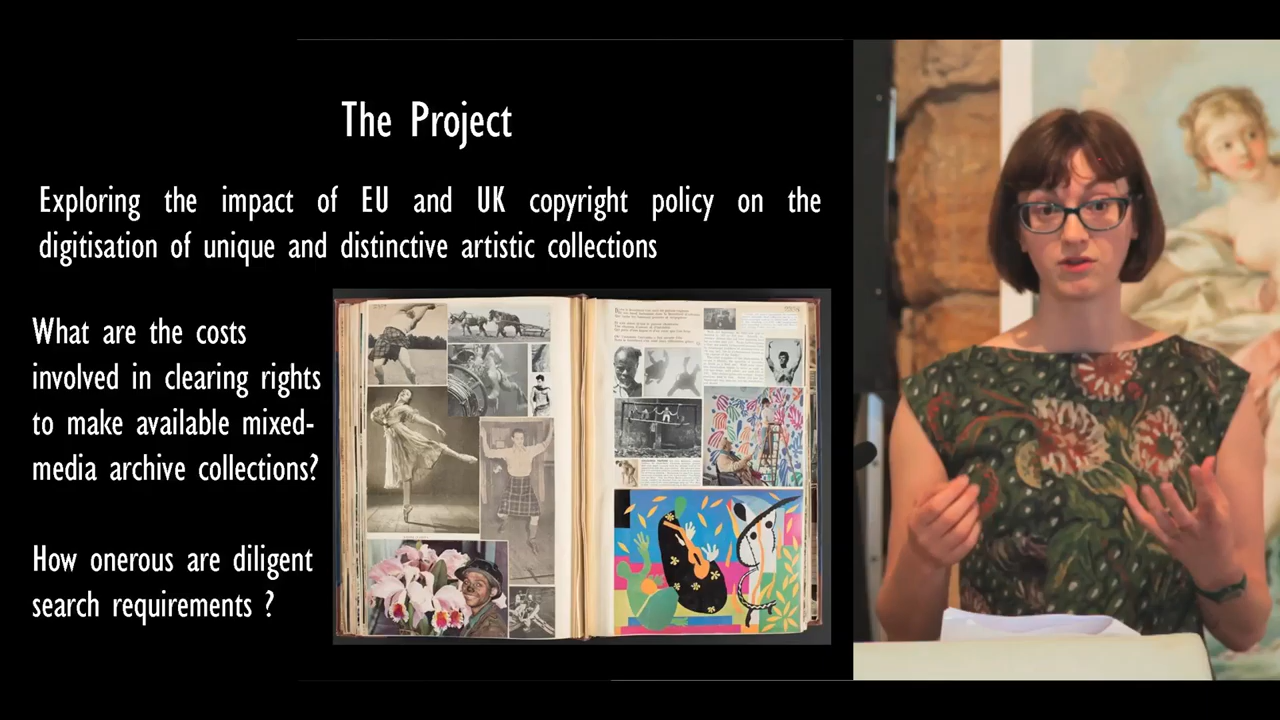 The Project
Exploring the impact of EU and UK copyright policy on the
digitisation of unique and distinctive artistic collections
What are the costs
involved in clearing rights
to make available mixed-
media archive collections?
How onerous are diligent
search requirements ?